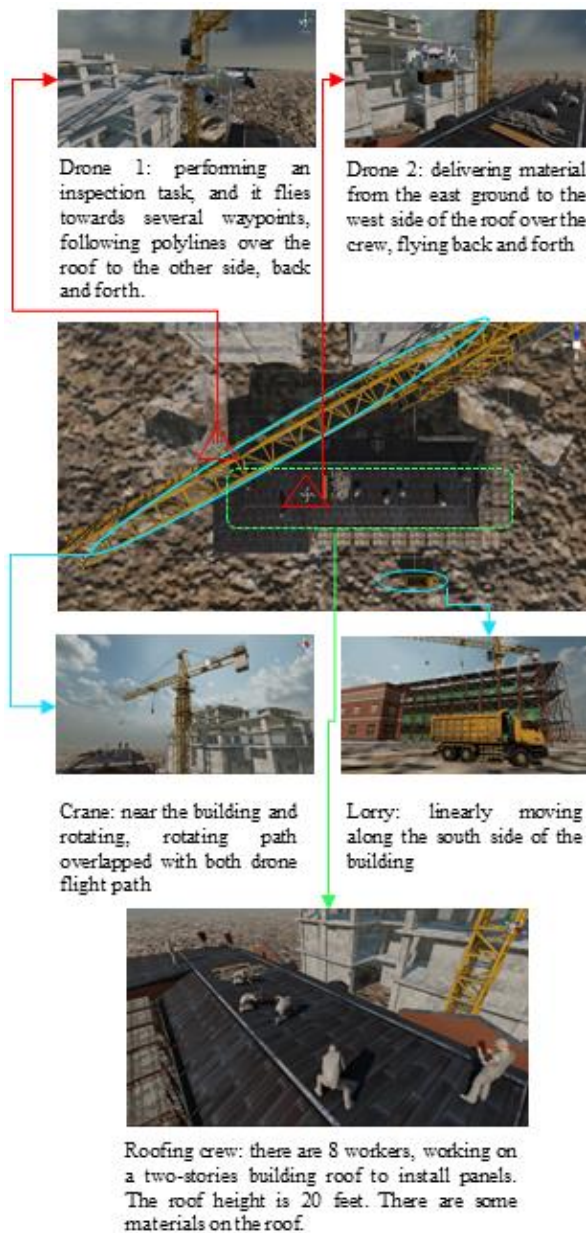 Drone 1: performing an
inspection task, and it flies
towards several waypoints,
following polylines over the
roof to the other side, back
and forth.
Drone 2: delivering material
from the east ground to the
west side of the roof over the
crew, flying back and forth
Crane: near the building and
rotating, rotating path
overlapped with both drone
flight path
Lorry: linearly moving
along the south side of the
building
Roofing crew: there are 8 workers, working on
a two-stories building roof to install panels.
The roof height is 20 feet. There are some
materials on the roof.